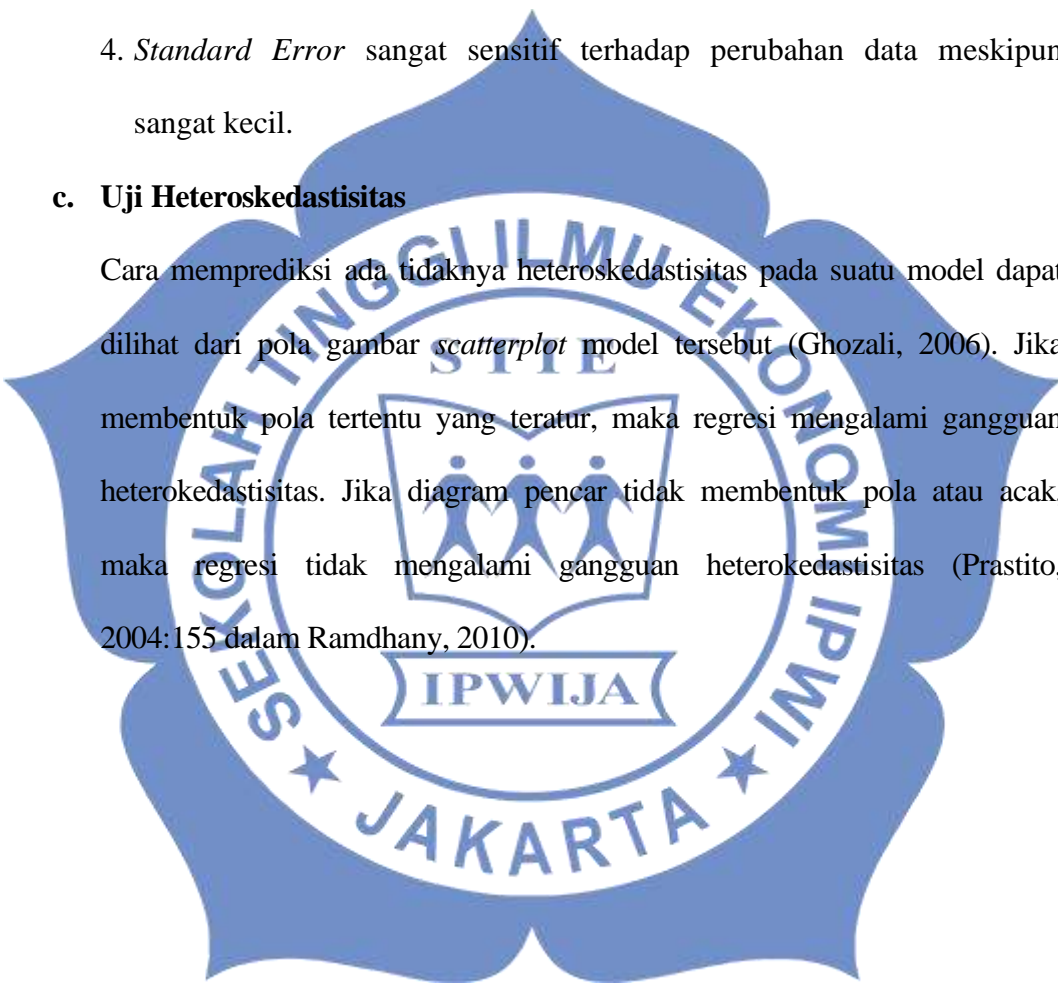 4. Standard Error sangat sensitif terhadap perubahan data meskipun
sangat kecil.
c. Uji Heteroskedastisitas
Cara memprediksi ada tidaknya heteroskedastisitas pada suatu model dapat
dilihat dari pola gambar scatterplot model tersebut (Ghozali, 2006). Jika
membentuk pola tertentu yang teratur, maka regresi mengalami gangguan
heterokedastisitas. Jika diagram pencar tidak membentuk pola atau acak,
maka regresi tidak mengalami gangguan heterokedastisitas (Prastito,
2004:155 dalam Ramdhany, 2010).
SEKOLAH TINGGI ILMU EKONOMI IPWI
STIE
IPWIJA
★ JAKARTA ★